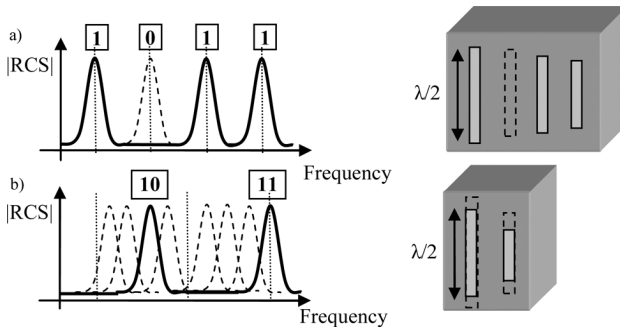 a)
1 0 1 1
|RCS|
Frequency
λ/2
b)
10 11
|RCS|
Frequency
λ/2